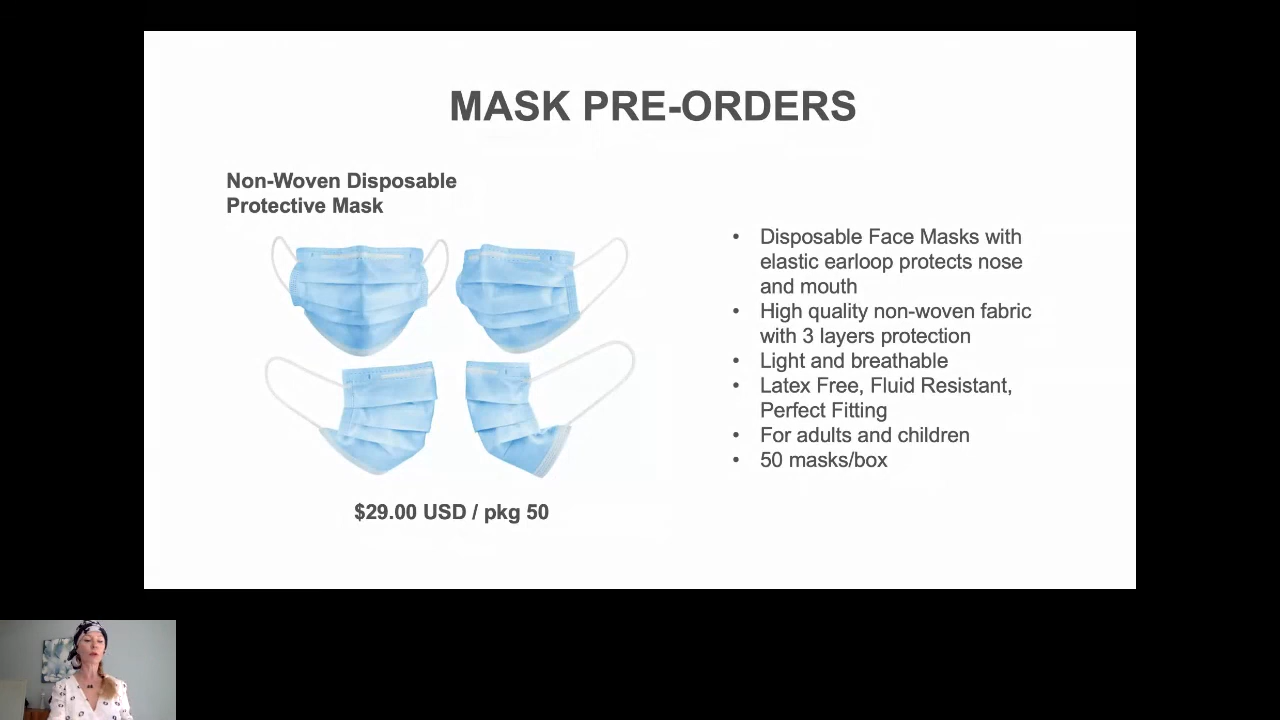 MASK PRE-ORDERS
Non-Woven Disposable
Protective Mask
$29.00 USD / pkg 50
• Disposable Face Masks with
elastic earloop protects nose
and mouth
• High quality non-woven fabric
with 3 layers protection
• Light and breathable
• Latex Free, Fluid Resistant,
Perfect Fitting
• For adults and children
• 50 masks/box